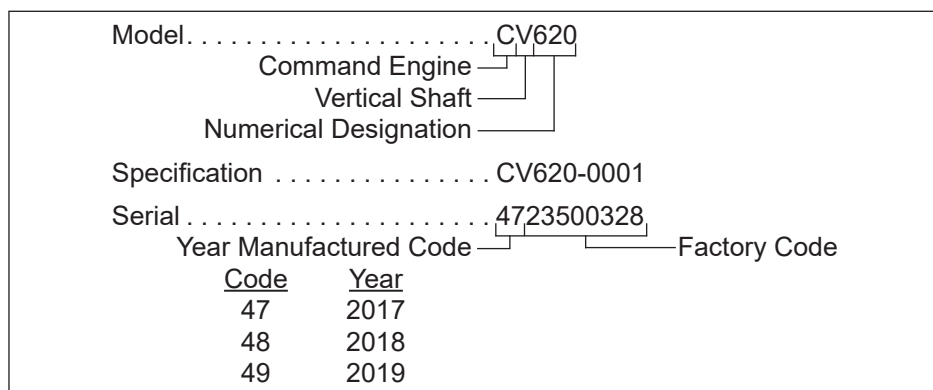 Model. . . . . . . . . . . . . . . . . . . . . CV620
Command Engine
Vertical Shaft
Numerical Designation
Specification . . . . . . . . . . . . . . . CV620-0001
Serial . . . . . . . . . . . . . . . . . . . . . . 4723500328
Year Manufactured Code Factory Code
Code Year
47 2017
48 2018
49 2019